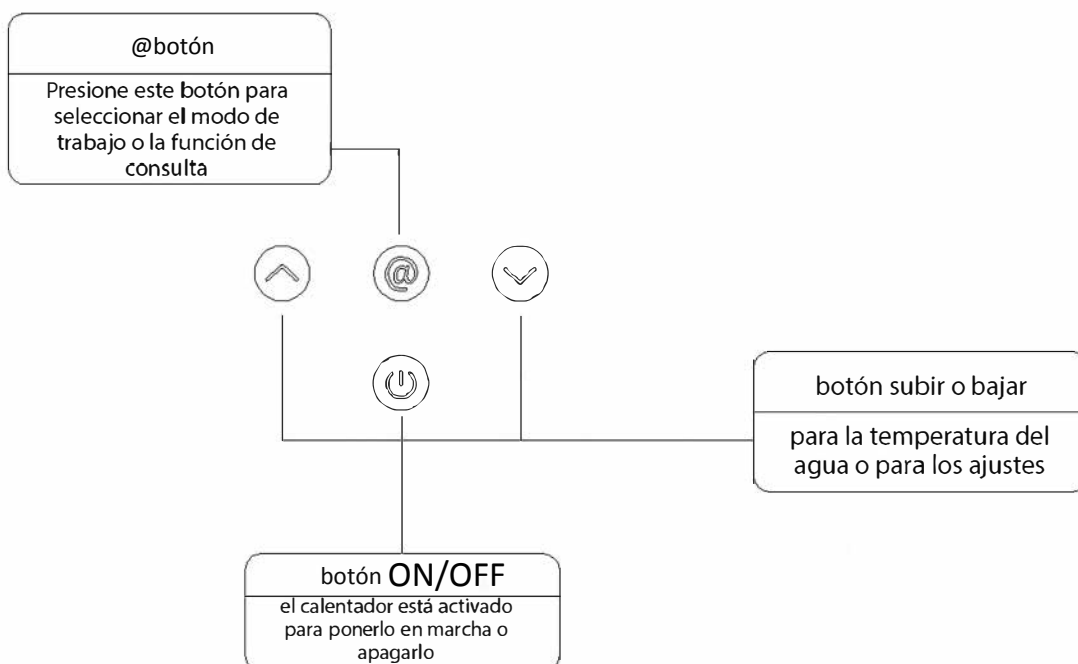 @botón
Presione este botón para
seleccionar el modo de
trabajo o la función de
consulta
@
botón subir o bajar
para la temperatura del
agua o para los ajustes
botón ON/OFF
el calentador está activado
para ponerlo en marcha o
apagarlo